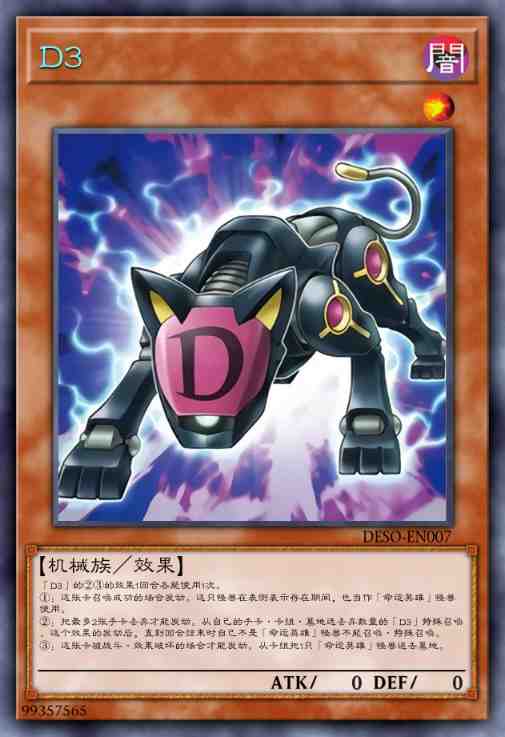 D3
闇
D
DESO-EN007
【机械族／效果】
「D3」的②③的效果1回合各能使用1次。
①：这张卡召唤成功的场合发动。这只怪兽在表侧表示存在期间，也当作「命运英雄」怪兽
使用。
②：把最多2张手卡丢弃才能发动。从自己的手卡·卡组·墓地选丢弃数量的「D3」特殊召唤
。这个效果的发动后，直到回合结束时自己不是「命运英雄」怪兽不能召唤·特殊召唤。
③：这张卡被战斗·效果破坏的场合才能发动。从卡组把1只「命运英雄」怪兽送去墓地。
ATK/ 0 DEF/ 0
99357565